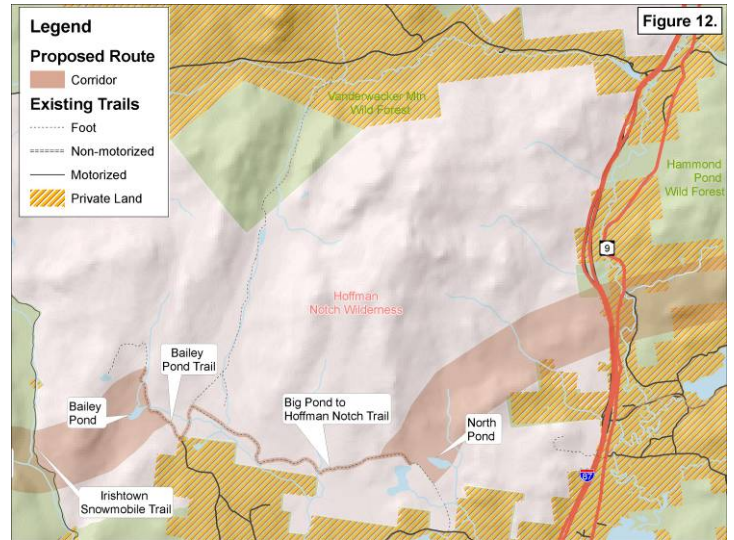 Figure 12.
Legend
Proposed Route
Corridor
Existing Trails
Foot
Non-motorized
Motorized
Private Land
Vanderwacker Mtn
Wild Forest
Hammond
Pond
Wild Forest
9
Hoffman
Notch Wilderness
Bailey
Pond Trail
Bailey
Pond
Big Pond to
Hoffman Notch Trail
North
Pond
Irishtown
Snowmobile Trail
87